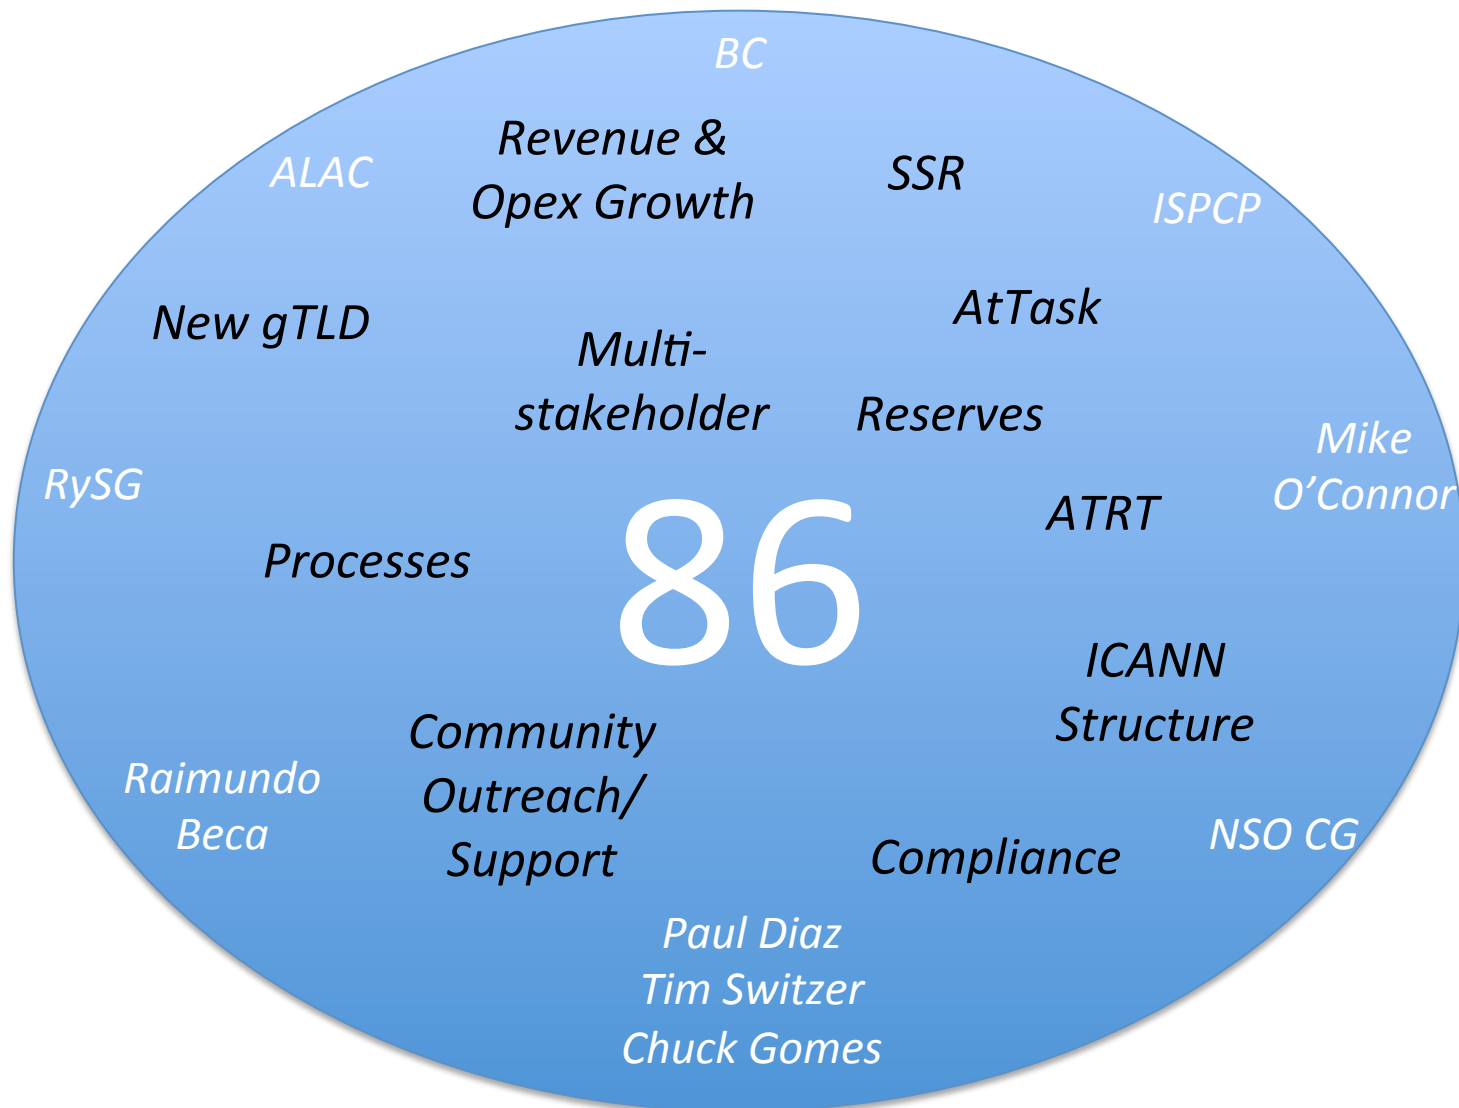 BC
Revenue &
Opex Growth
ALAC
SSR
ISPCP
New gTLD
AtTask
Multi-
stakeholder
Reserves
Mike
O’Connor
RySG
86
ATRT
Processes
ICANN
Structure
Community
Outreach/
Support
Raimundo
Beca
NSO CG
Compliance
Paul Diaz
Tim Switzer
Chuck Gomes